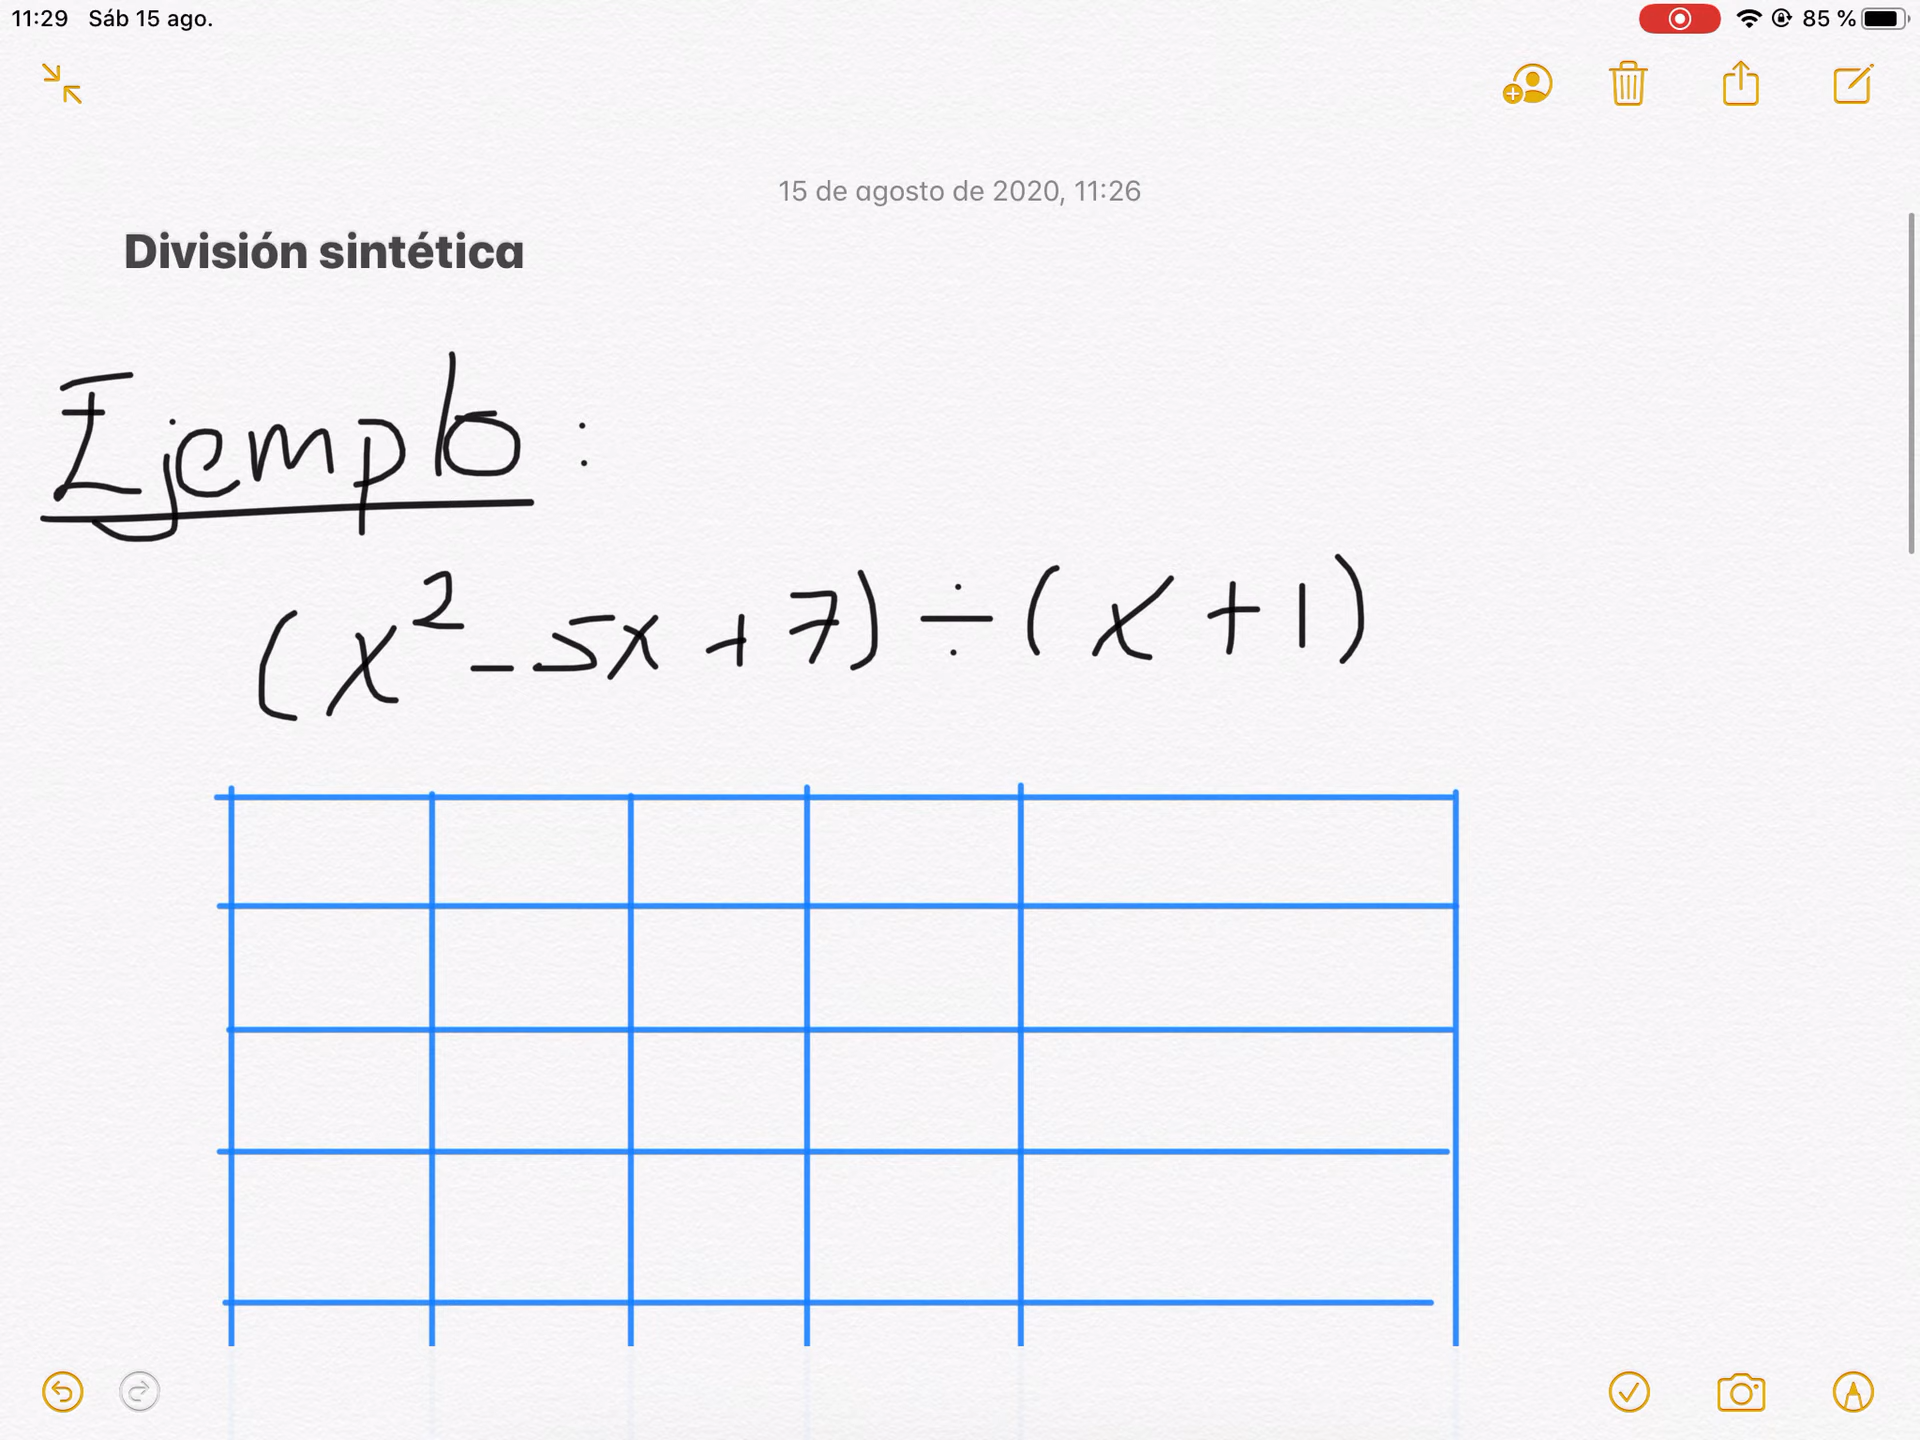 11:29 Sáb 15 ago. 85 %
15 de agosto de 2020, 11:26
División sintética
Ejemplo:
(x² - 5x + 7) ÷ (x + 1)